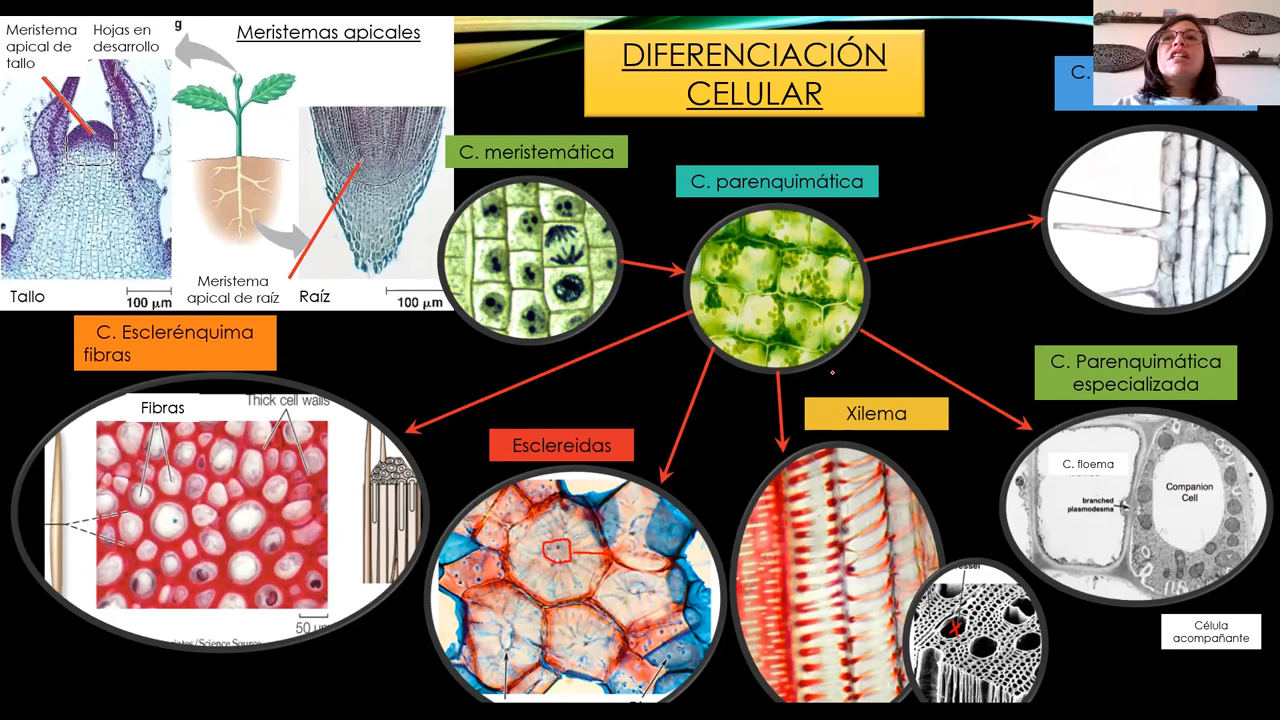 g
Meristema
apical de
tallo
Hojas en
desarrollo
Meristemas apicales
Meristema
apical de raíz
Tallo
100 μm
Raíz
100 μm
DIFERENCIACIÓN
CELULAR
C.
C. meristemática
C. parenquimática
C. Esclerénquima
fibras
Fibras
Thick cell walls
50 μm
Esclereidas
Xilema
C. Parenquimática
especializada
C. floema
branched
plasmodesma
Companion
Cell
Célula
acompañante